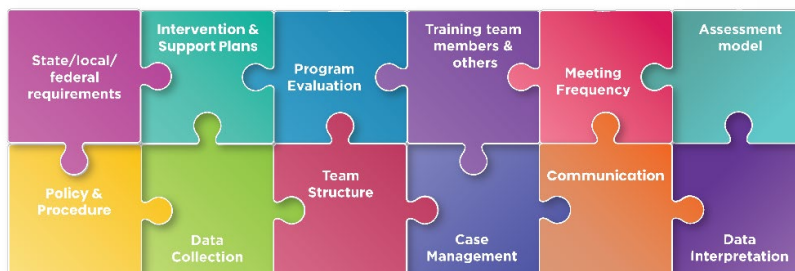 State/local/
federal
requirements
Intervention &
Support Plans
Program
Evaluation
Training team
members &
others
Meeting
Frequency
Assessment
model
Policy &
Procedure
Data
Collection
Team
Structure
Case
Management
Communication
Data
Interpretation